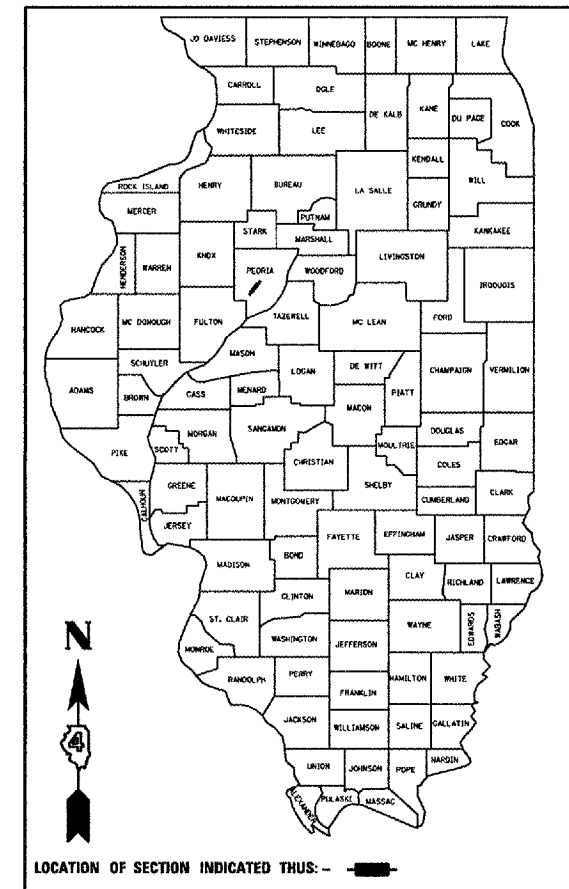 JO DAVIESS STEPHENSON WINNEBAGO BOONE MC HENRY LAKE
CARROLL OGLE DE KALB KANE DU PAGE COOK
WHITESIDE LEE KENDALL WILL
ROCK ISLAND HENRY BUREAU LA SALLE GRUNDY
MERCER PUTNAM KANKAKEE
HENDERSON WARREN KNOX STARK MARSHALL LIVINGSTON IROQUOIS
PEORIA WOODFORD
HANCOCK MC DONOUGH FULTON TAZEWELL MC LEAN FORD
SCHUYLER MASON LOGAN DE WITT CHAMPAIGN VERMILION
ADAMS BROWN CASS MENARD MACON PIATT
PIKE SCOTT MORGAN SANGAMON CHRISTIAN MOULTRIE DOUGLAS EDGAR
COLES
CALHOUN GREENE MACOUPIN MONTGOMERY SHELBY CUMBERLAND CLARK
JERSEY FAYETTE EFFINGHAM JASPER CRAWFORD
MADISON BOND CLAY RICHLAND LAWRENCE
CLINTON MARION
ST. CLAIR WAYNE EDWARDS WABASH
MONROE WASHINGTON JEFFERSON
RANDOLPH PERRY HAMILTON WHITE
FRANKLIN
JACKSON WILLIAMSON SALINE GALLATIN
UNION JOHNSON POPE HARDIN
ALEXANDER PULASKI MASSAC
N
4
LOCATION OF SECTION INDICATED THUS: -